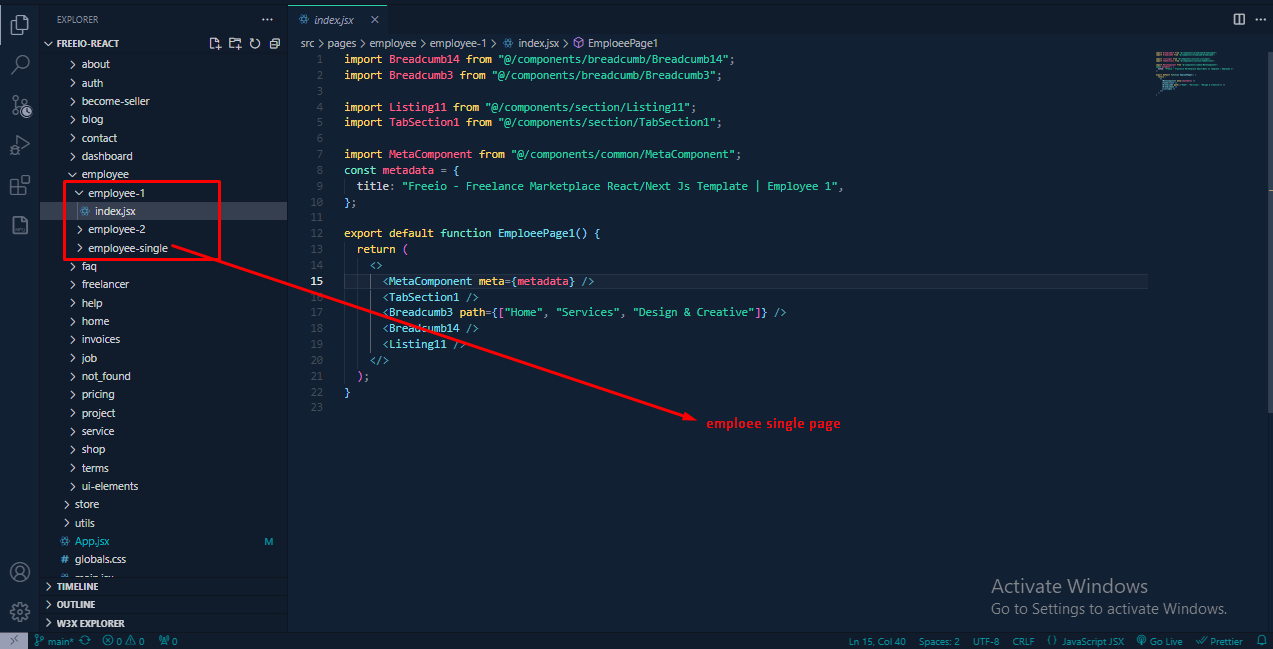 EXPLORER
index.jsx
FREEIO-REACT
src > pages > employee > employee-1 > index.jsx > EmploeePage1
about
auth
become-seller
blog
contact
dashboard
employee
employee-1
index.jsx
employee-2
employee-single
faq
freelancer
help
home
invoices
job
not_found
pricing
project
service
shop
terms
ui-elements
store
utils
App.jsx M
globals.css
main.jsx
TIMELINE
OUTLINE
W3X EXPLORER
1 import Breadcumb14 from "@/components/breadcumb/Breadcumb14";
2 import Breadcumb3 from "@/components/breadcumb/Breadcumb3";
3
4 import Listing11 from "@/components/section/Listing11";
5 import TabSection1 from "@/components/section/TabSection1";
6
7 import MetaComponent from "@/components/common/MetaComponent";
8 const metadata = {
9 title: "Freeio - Freelance Marketplace React/Next Js Template | Employee 1",
10 };
11
12 export default function EmploeePage1() {
13 return (
14 <>
15 <MetaComponent meta={metadata} />
16 <TabSection1 />
17 <Breadcumb3 path={["Home", "Services", "Design & Creative"]} />
18 <Breadcumb14 />
19 <Listing11 />
20 </>
21 );
22 }
23
emploee single page
Activate Windows
Go to Settings to activate Windows.
main* 0 0 0 Ln 15, Col 40 Spaces: 2 UTF-8 CRLF {} JavaScript JSX Go Live Prettier